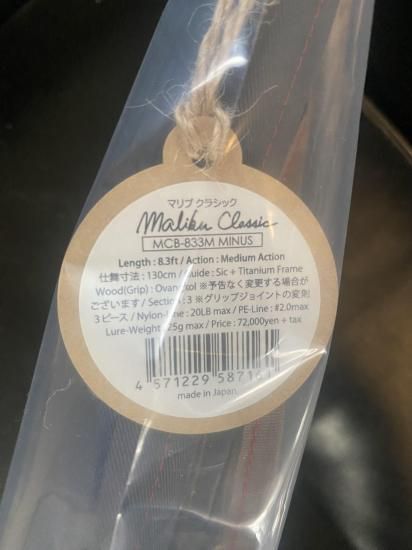 マリブ クラシック
Malibu Classic
MCB-833M MINUS
Length : 8.3ft / Action : Medium Action
仕舞寸法 : 130cm / Guide : Sic + Titanium Frame
Wood(Grip) : Ovangkol ※予告なく変更する場合が
ございます / Section : 3 ※グリップジョイントの変則
3ピース / Nylon-Line : 20LB max / PE-Line : #2.0max
Lure-Weight : 25g max / Price : 72,000yen + tax
4 571229 587
made in Japan